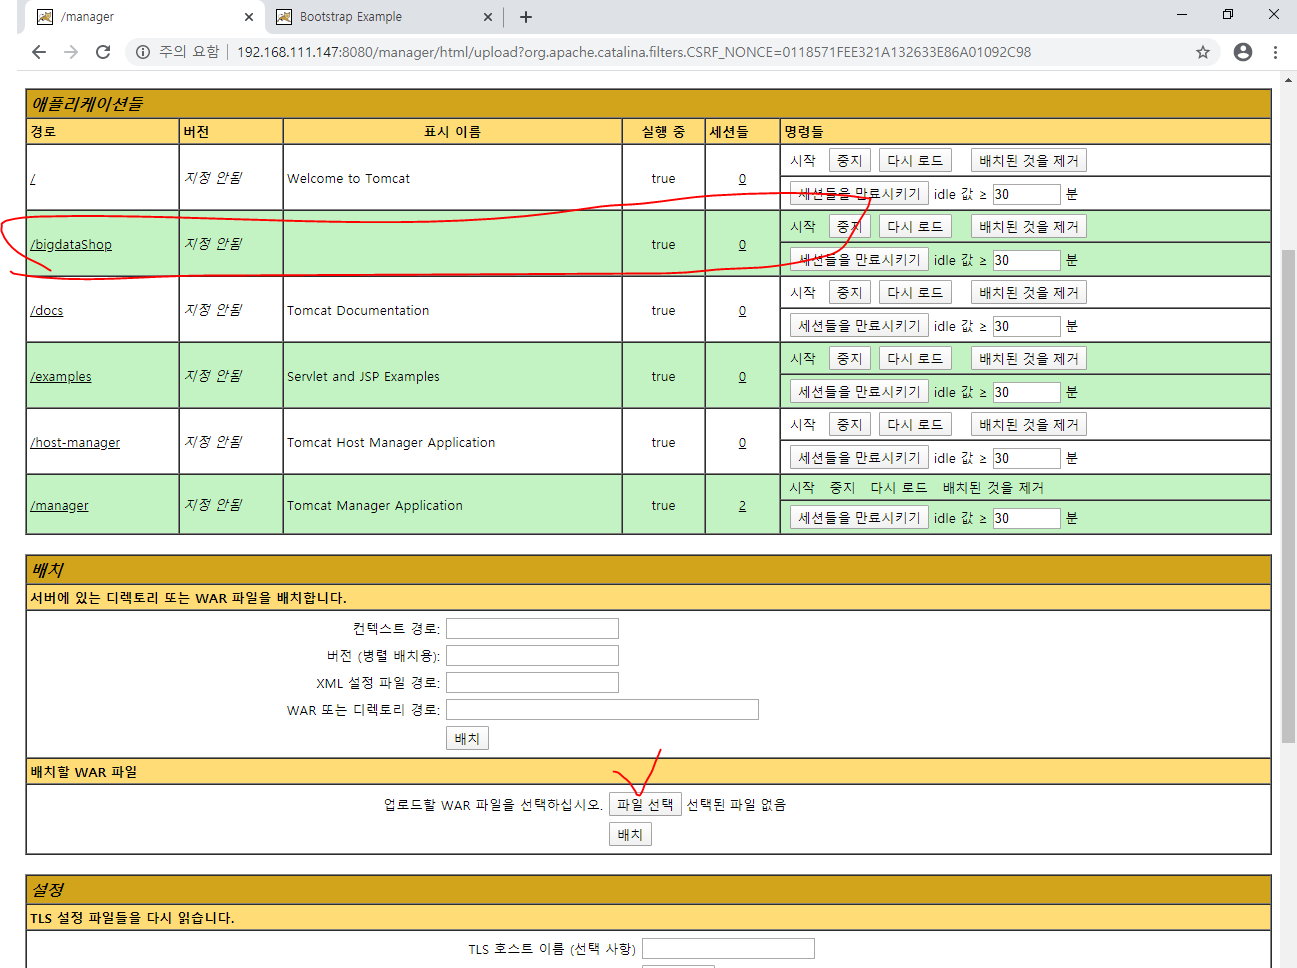 /manager
Bootstrap Example
주의 요함 192.168.111.147:8080/manager/html/upload?org.apache.catalina.filters.CSRF_NONCE=0118571FEE321A132633E86A01092C98
애플리케이션들
경로 버전 표시 이름 실행 중 세션들 명령들
/ 지정 안됨 Welcome to Tomcat true 0 시작 중지 다시 로드 배치된 것을 제거
세션들을 만료시키기 idle 값 ≥ 30 분
/bigdataShop 지정 안됨 true 0 시작 중지 다시 로드 배치된 것을 제거
세션들을 만료시키기 idle 값 ≥ 30 분
/docs 지정 안됨 Tomcat Documentation true 0 시작 중지 다시 로드 배치된 것을 제거
세션들을 만료시키기 idle 값 ≥ 30 분
/examples 지정 안됨 Servlet and JSP Examples true 0 시작 중지 다시 로드 배치된 것을 제거
세션들을 만료시키기 idle 값 ≥ 30 분
/host-manager 지정 안됨 Tomcat Host Manager Application true 0 시작 중지 다시 로드 배치된 것을 제거
세션들을 만료시키기 idle 값 ≥ 30 분
/manager 지정 안됨 Tomcat Manager Application true 2 시작 중지 다시 로드 배치된 것을 제거
세션들을 만료시키기 idle 값 ≥ 30 분
배치
서버에 있는 디렉토리 또는 WAR 파일을 배치합니다.
컨텍스트 경로:
버전 (병렬 배치용):
XML 설정 파일 경로:
WAR 또는 디렉토리 경로:
배치
배치할 WAR 파일
업로드할 WAR 파일을 선택하십시오. 파일 선택 선택된 파일 없음
배치
설정
TLS 설정 파일들을 다시 읽습니다.
TLS 호스트 이름 (선택 사항)